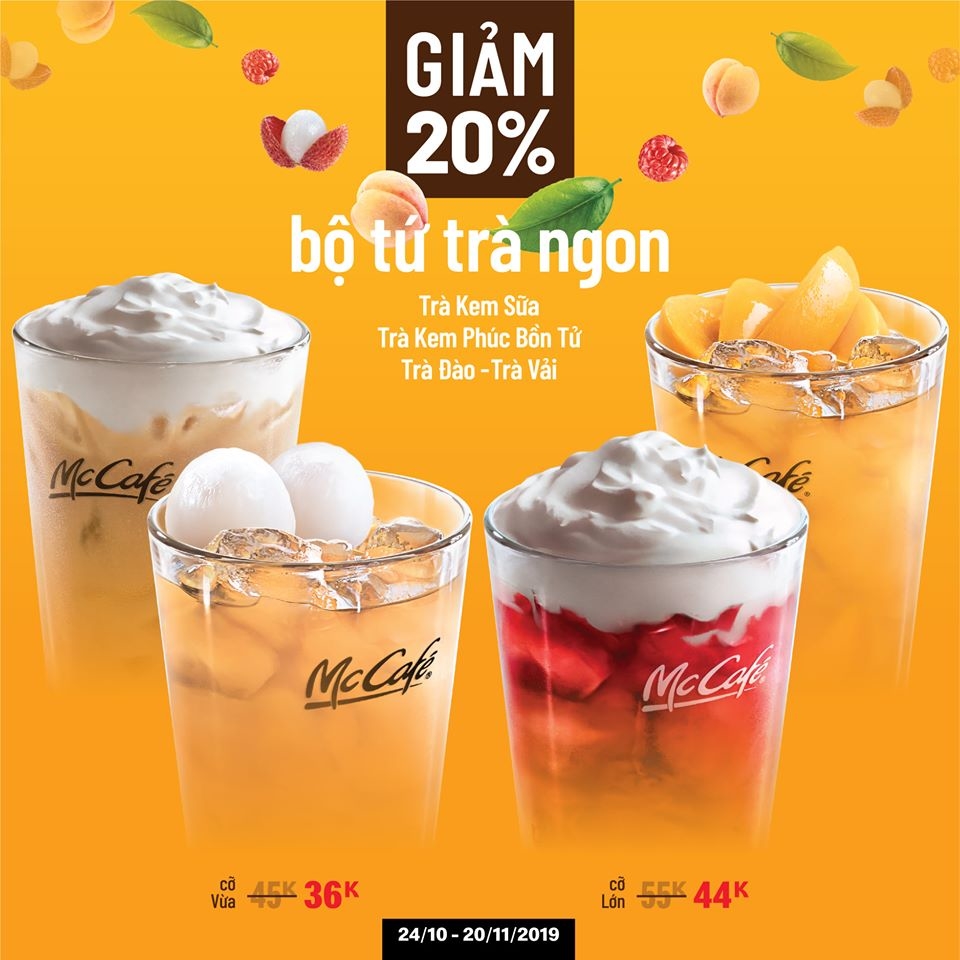 GIẢM
20%
bộ tứ trà ngon
Trà Kem Sữa
Trà Kem Phúc Bồn Tử
Trà Đào - Trà Vải
McCafé
fé®
McCafé®
McCafé®
cỡ
Vừa
45K 36K
cỡ
Lớn
55K 44K
24/10 - 20/11/2019